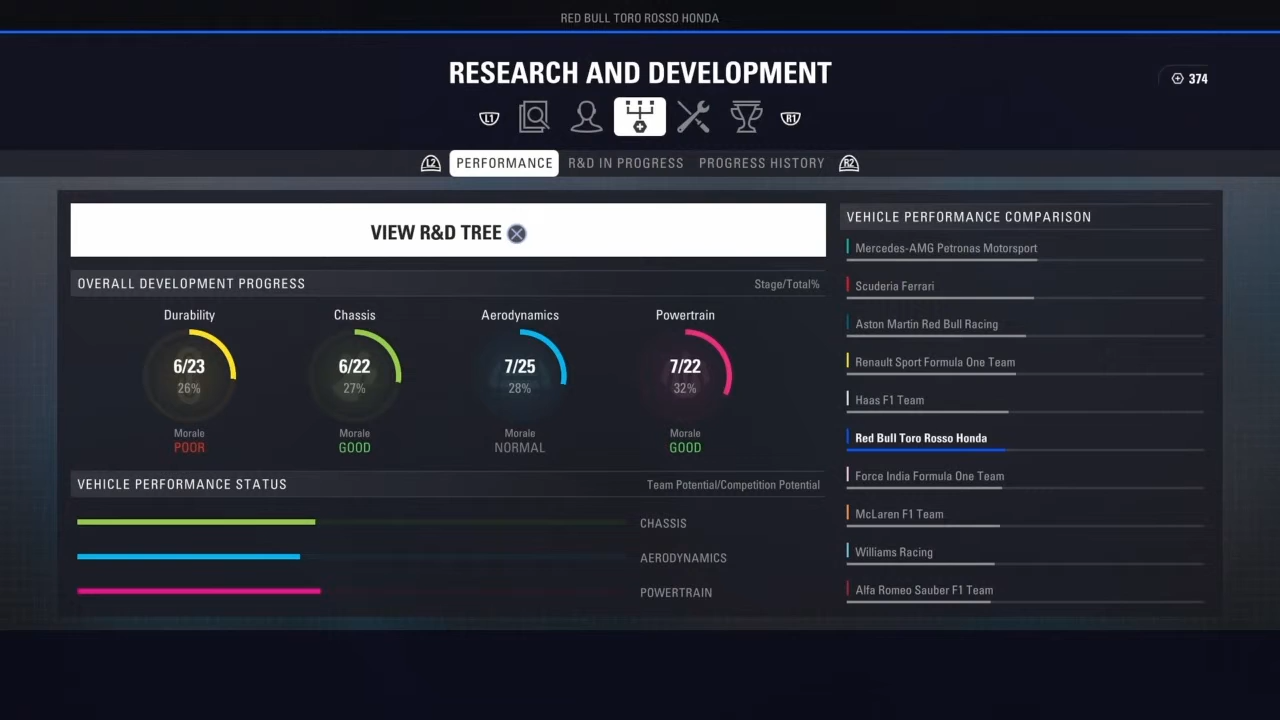 RED BULL TORO ROSSO HONDA
RESEARCH AND DEVELOPMENT
374
L1
R1
L2
PERFORMANCE
R&D IN PROGRESS
PROGRESS HISTORY
R2
VIEW R&D TREE
OVERALL DEVELOPMENT PROGRESS
Stage/Total%
Durability
Chassis
Aerodynamics
Powertrain
6/23
6/22
7/25
7/22
26%
27%
28%
32%
Morale
Morale
Morale
Morale
POOR
GOOD
NORMAL
GOOD
VEHICLE PERFORMANCE STATUS
Team Potential/Competition Potential
CHASSIS
AERODYNAMICS
POWERTRAIN
VEHICLE PERFORMANCE COMPARISON
Mercedes-AMG Petronas Motorsport
Scuderia Ferrari
Aston Martin Red Bull Racing
Renault Sport Formula One Team
Haas F1 Team
Red Bull Toro Rosso Honda
Force India Formula One Team
McLaren F1 Team
Williams Racing
Alfa Romeo Sauber F1 Team